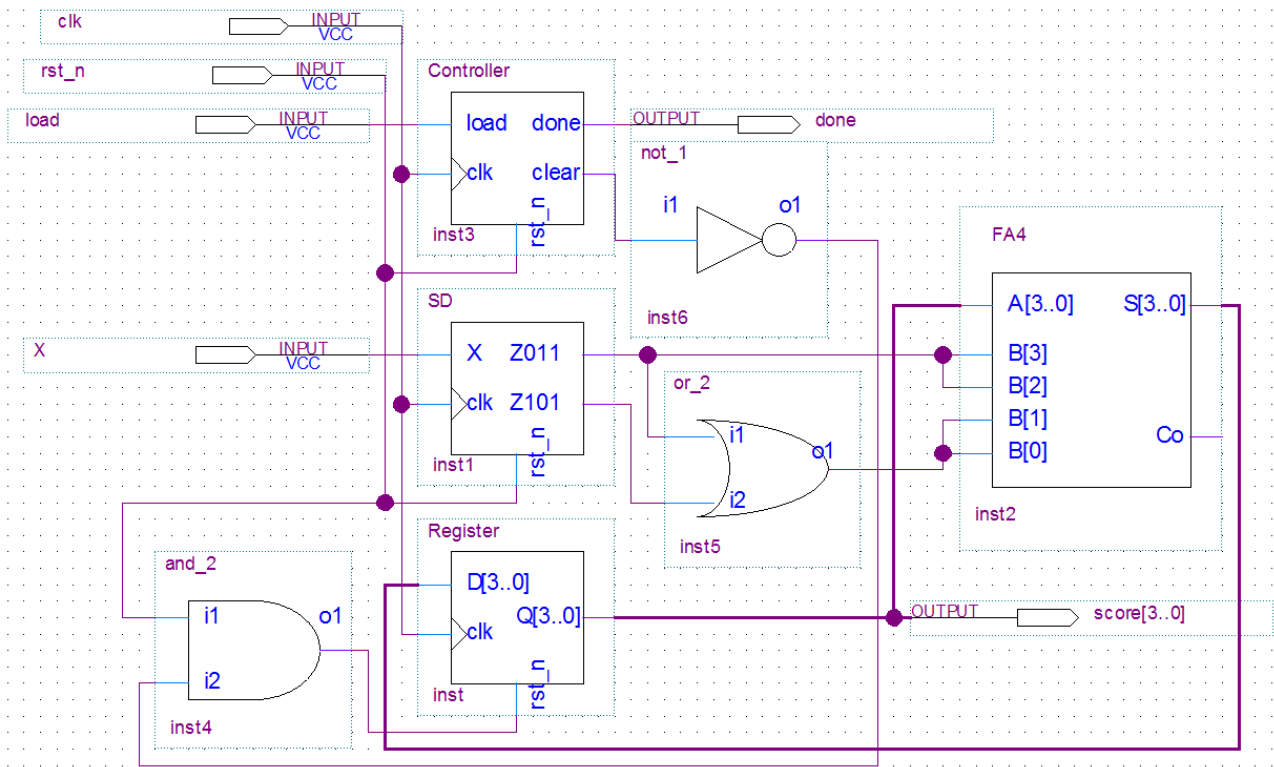 clk
INPUT
VCC
rst_n
INPUT
VCC
load
INPUT
VCC
Controller
load
done
clk
clear
rst_n
inst3
OUTPUT
done
not_1
i1
o1
inst6
FA4
A[3..0]
S[3..0]
B[3]
B[2]
B[1]
B[0]
Co
inst2
X
INPUT
VCC
SD
X
Z011
clk
Z101
rst_n
inst1
or_2
i1
o1
i2
inst5
Register
D[3..0]
Q[3..0]
clk
rst_n
inst
OUTPUT
score[3..0]
and_2
i1
o1
i2
inst4